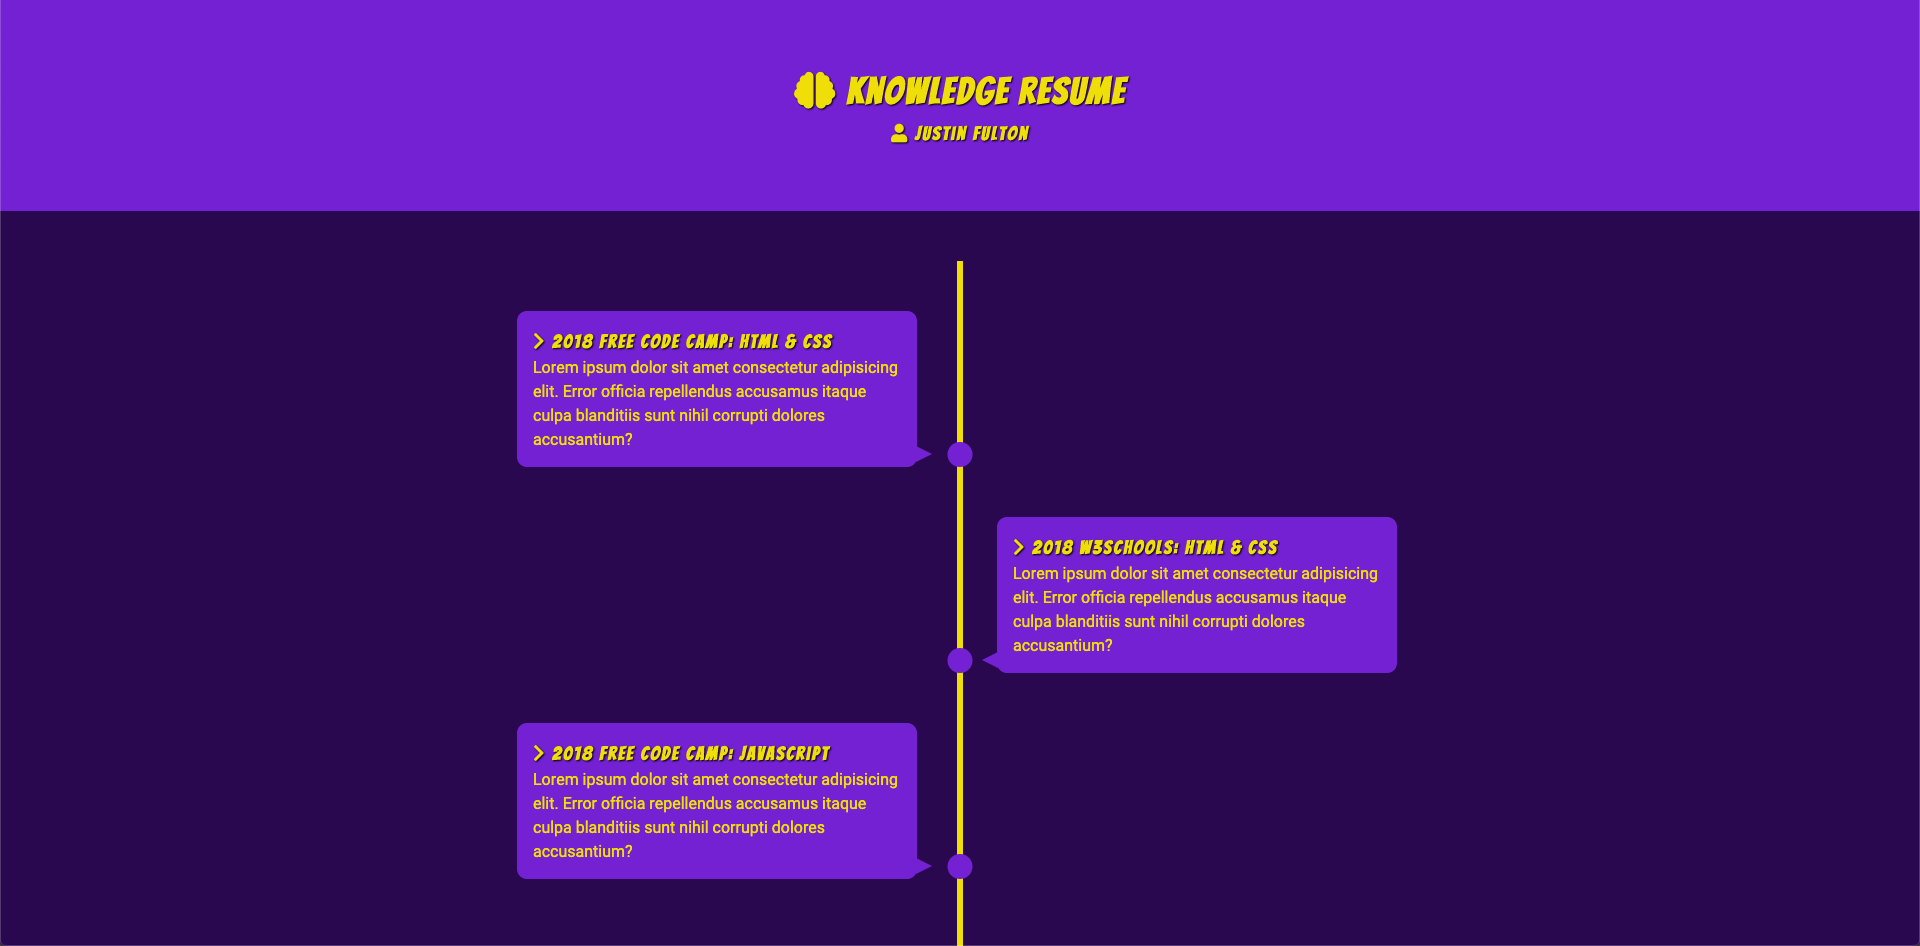 KNOWLEDGE RESUME
JUSTIN FULTON
2018 FREE CODE CAMP: HTML & CSS
Lorem ipsum dolor sit amet consectetur adipisicing
elit. Error officia repellendus accusamus itaque
culpa blanditiis sunt nihil corrupti dolores
accusantium?
2018 W3SCHOOLS: HTML & CSS
Lorem ipsum dolor sit amet consectetur adipisicing
elit. Error officia repellendus accusamus itaque
culpa blanditiis sunt nihil corrupti dolores
accusantium?
2018 FREE CODE CAMP: JAVASCRIPT
Lorem ipsum dolor sit amet consectetur adipisicing
elit. Error officia repellendus accusamus itaque
culpa blanditiis sunt nihil corrupti dolores
accusantium?